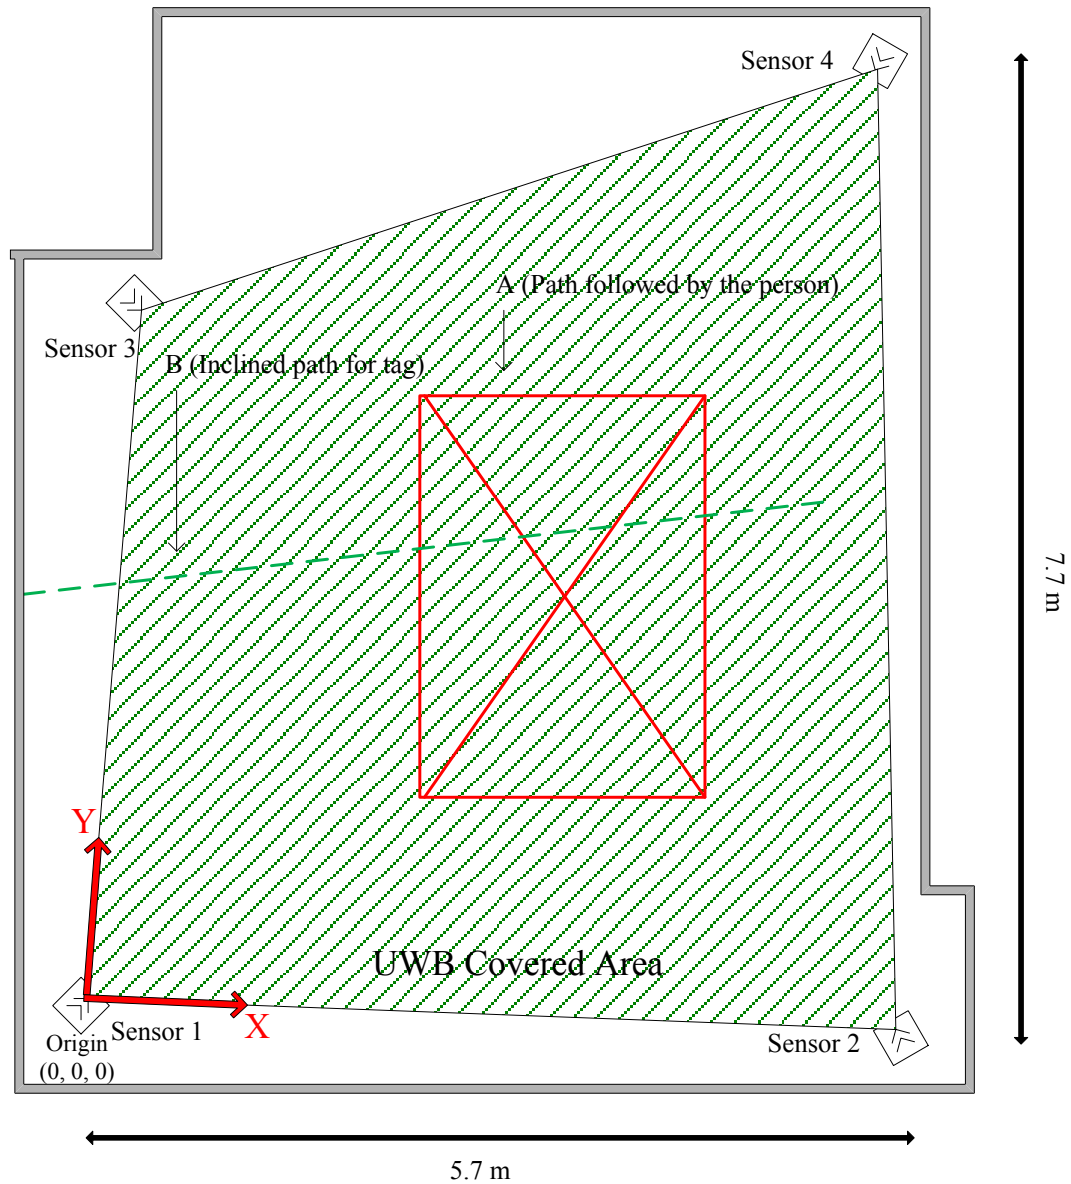 Sensor 4
A (Path followed by the person)
Sensor 3
B (Inclined path for tag)
7.7 m
Y
UWB Covered Area
X
Sensor 1
Origin
(0, 0, 0)
Sensor 2
5.7 m